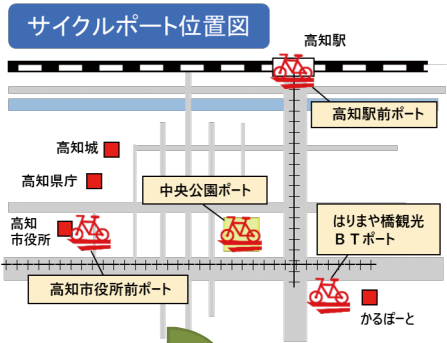 サイクルポート位置図
高知駅
高知駅前ポート
高知城
高知県庁
中央公園ポート
高知
市役所
はりまや橋観光
ＢＴポート
高知市役所前ポート
かるぽーと